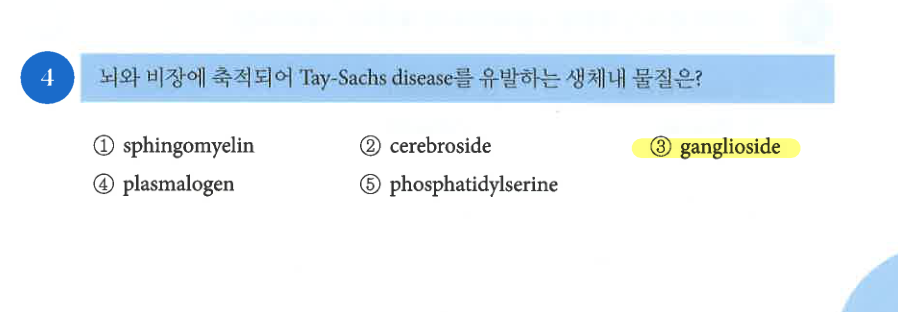 4 뇌와 비장에 축적되어 Tay-Sachs disease를 유발하는 생체내 물질은?
① sphingomyelin ② cerebroside ③ ganglioside
④ plasmalogen ⑤ phosphatidylserine